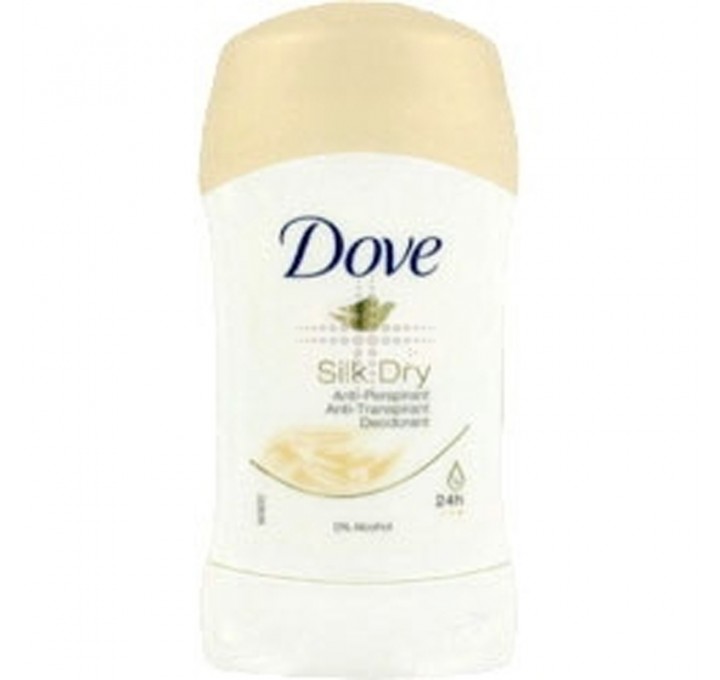 Dove
Silk Dry
Anti-Perspirant
Anti-Transpirant
Deodorant
24h
0% Alcohol